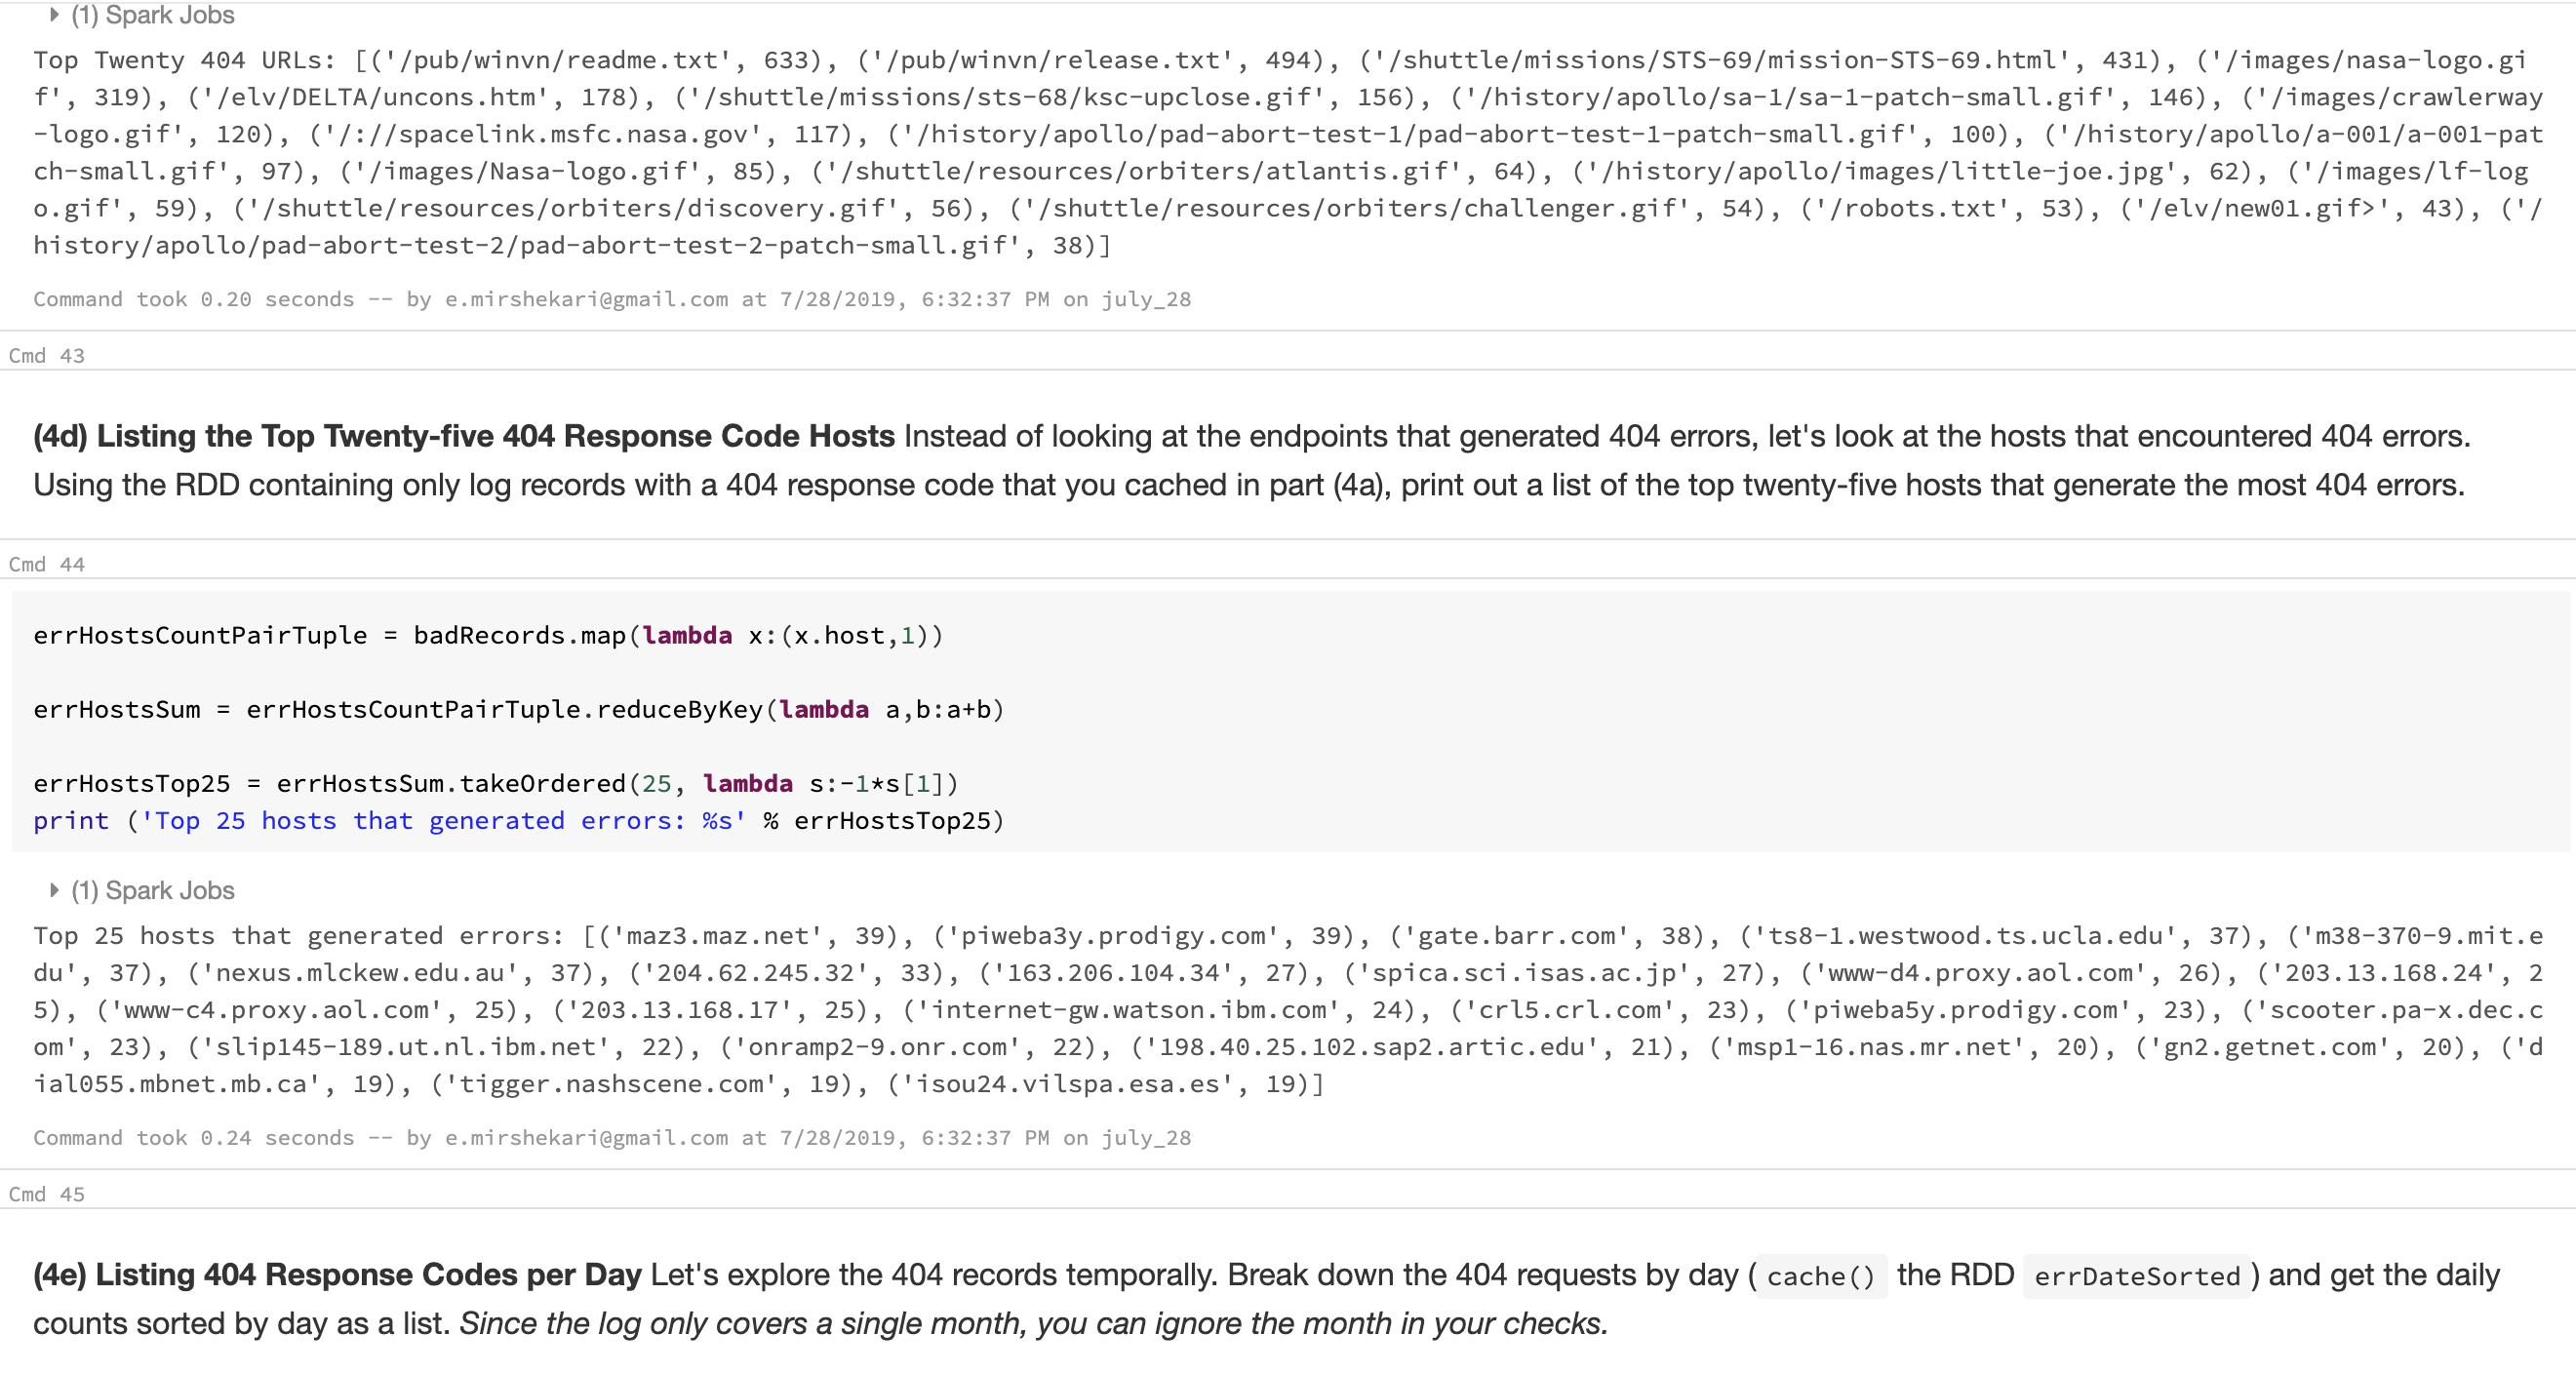 (1) Spark Jobs
Top Twenty 404 URLs: [('/pub/winvn/readme.txt', 633), ('/pub/winvn/release.txt', 494), ('/shuttle/missions/STS-69/mission-STS-69.html', 431), ('/images/nasa-logo.gi
f', 319), ('/elv/DELTA/uncons.htm', 178), ('/shuttle/missions/sts-68/ksc-upclose.gif', 156), ('/history/apollo/sa-1/sa-1-patch-small.gif', 146), ('/images/crawlerway
-logo.gif', 120), ('/://spacelink.msfc.nasa.gov', 117), ('/history/apollo/pad-abort-test-1/pad-abort-test-1-patch-small.gif', 100), ('/history/apollo/a-001/a-001-pat
ch-small.gif', 97), ('/images/Nasa-logo.gif', 85), ('/shuttle/resources/orbiters/atlantis.gif', 64), ('/history/apollo/images/little-joe.jpg', 62), ('/images/lf-log
o.gif', 59), ('/shuttle/resources/orbiters/discovery.gif', 56), ('/shuttle/resources/orbiters/challenger.gif', 54), ('/robots.txt', 53), ('/elv/new01.gif>', 43), ('/
history/apollo/pad-abort-test-2/pad-abort-test-2-patch-small.gif', 38)]
Command took 0.20 seconds -- by e.mirshekari@gmail.com at 7/28/2019, 6:32:37 PM on july_28
Cmd 43
(4d) Listing the Top Twenty-five 404 Response Code Hosts Instead of looking at the endpoints that generated 404 errors, let's look at the hosts that encountered 404 errors.
Using the RDD containing only log records with a 404 response code that you cached in part (4a), print out a list of the top twenty-five hosts that generate the most 404 errors.
Cmd 44
errHostsCountPairTuple = badRecords.map(lambda x:(x.host,1))
errHostsSum = errHostsCountPairTuple.reduceByKey(lambda a,b:a+b)
errHostsTop25 = errHostsSum.takeOrdered(25, lambda s:-1*s[1])
print ('Top 25 hosts that generated errors: %s' % errHostsTop25)
(1) Spark Jobs
Top 25 hosts that generated errors: [('maz3.maz.net', 39), ('piweba3y.prodigy.com', 39), ('gate.barr.com', 38), ('ts8-1.westwood.ts.ucla.edu', 37), ('m38-370-9.mit.e
du', 37), ('nexus.mlckew.edu.au', 37), ('204.62.245.32', 33), ('163.206.104.34', 27), ('spica.sci.isas.ac.jp', 27), ('www-d4.proxy.aol.com', 26), ('203.13.168.24', 2
5), ('www-c4.proxy.aol.com', 25), ('203.13.168.17', 25), ('internet-gw.watson.ibm.com', 24), ('crl5.crl.com', 23), ('piweba5y.prodigy.com', 23), ('scooter.pa-x.dec.c
om', 23), ('slip145-189.ut.nl.ibm.net', 22), ('onramp2-9.onr.com', 22), ('198.40.25.102.sap2.artic.edu', 21), ('msp1-16.nas.mr.net', 20), ('gn2.getnet.com', 20), ('d
ial055.mbnet.mb.ca', 19), ('tigger.nashscene.com', 19), ('isou24.vilspa.esa.es', 19)]
Command took 0.24 seconds -- by e.mirshekari@gmail.com at 7/28/2019, 6:32:37 PM on july_28
Cmd 45
(4e) Listing 404 Response Codes per Day Let's explore the 404 records temporally. Break down the 404 requests by day ( cache() the RDD errDateSorted ) and get the daily
counts sorted by day as a list. Since the log only covers a single month, you can ignore the month in your checks.